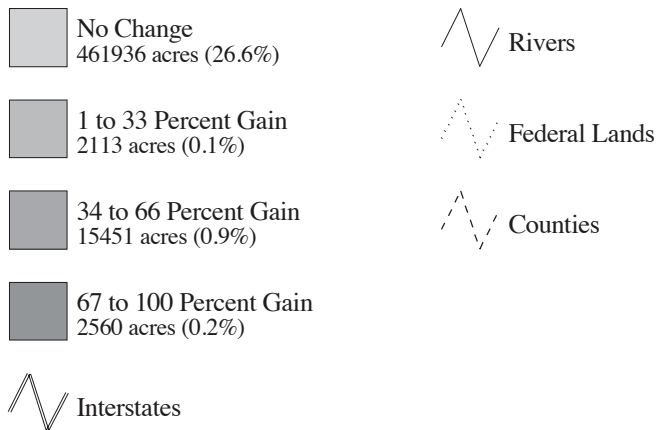 No Change
461936 acres (26.6%)
1 to 33 Percent Gain
2113 acres (0.1%)
34 to 66 Percent Gain
15451 acres (0.9%)
67 to 100 Percent Gain
2560 acres (0.2%)
Interstates
Rivers
Federal Lands
Counties